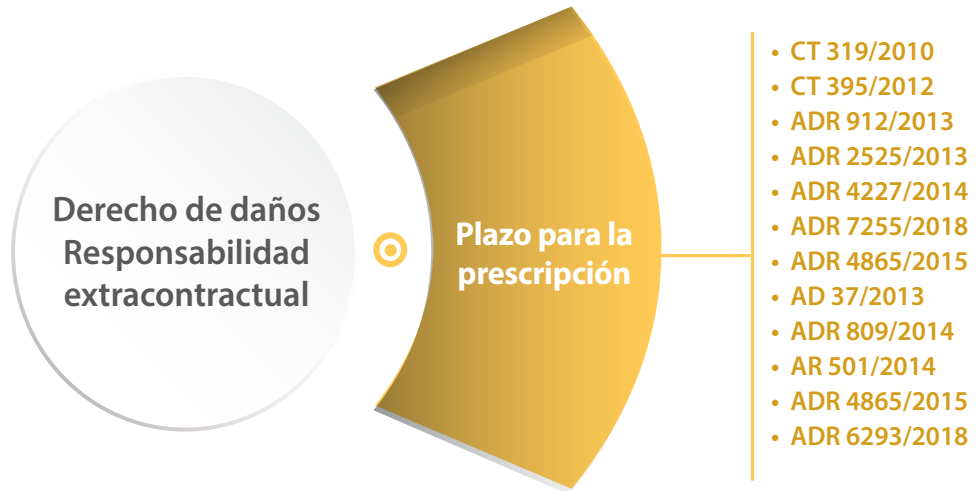 Derecho de daños
Responsabilidad
extracontractual
Plazo para la
prescripción
• CT 319/2010
• CT 395/2012
• ADR 912/2013
• ADR 2525/2013
• ADR 4227/2014
• ADR 7255/2018
• ADR 4865/2015
• AD 37/2013
• ADR 809/2014
• AR 501/2014
• ADR 4865/2015
• ADR 6293/2018